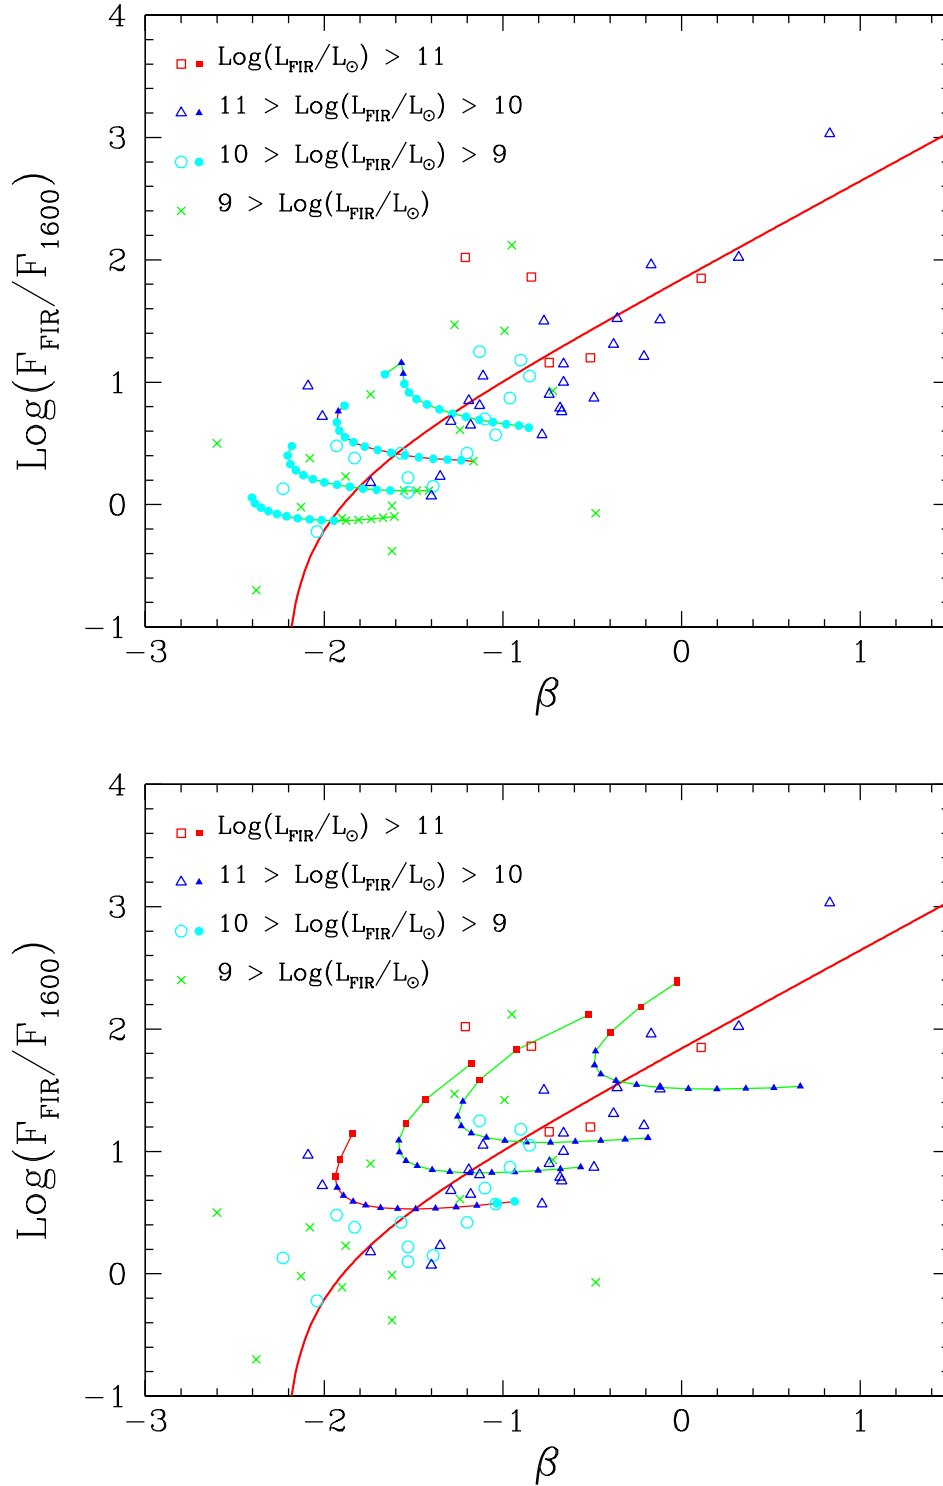 4
3
2
1
0
−1
Log(F_FIR/F_1600)
Log(L_FIR/L_⊙) > 11
11 > Log(L_FIR/L_⊙) > 10
10 > Log(L_FIR/L_⊙) > 9
9 > Log(L_FIR/L_⊙)
−3 −2 −1 0 1
β
4
3
2
1
0
−1
Log(F_FIR/F_1600)
Log(L_FIR/L_⊙) > 11
11 > Log(L_FIR/L_⊙) > 10
10 > Log(L_FIR/L_⊙) > 9
9 > Log(L_FIR/L_⊙)
−3 −2 −1 0 1
β